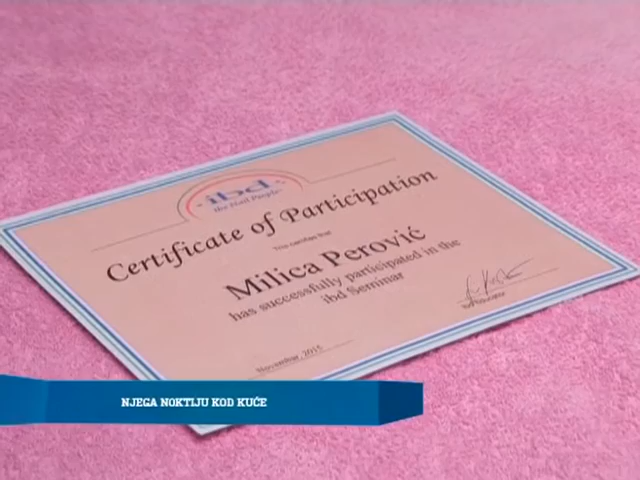 ibd
the Nail People
Certificate of Participation
This certifies that
Milica Perović
has successfully participated in the
ibd Seminar
November, 2015
NJEGA NOKTIJU KOD KUĆE